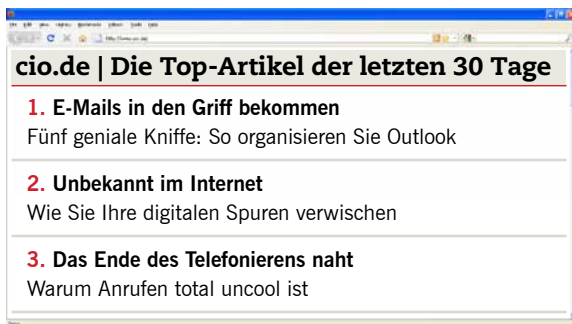 cio.de | Die Top-Artikel der letzten 30 Tage
1. E-Mails in den Griff bekommen
Fünf geniale Kniffe: So organisieren Sie Outlook
2. Unbekannt im Internet
Wie Sie Ihre digitalen Spuren verwischen
3. Das Ende des Telefonierens naht
Warum Anrufen total uncool ist